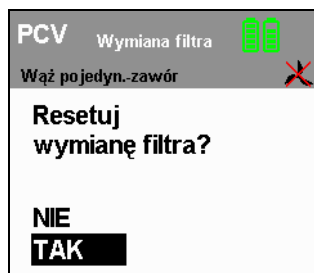 PCV Wymiana filtra
Wąż pojedyn.-zawór
Resetuj
wymianę filtra?
NIE
TAK